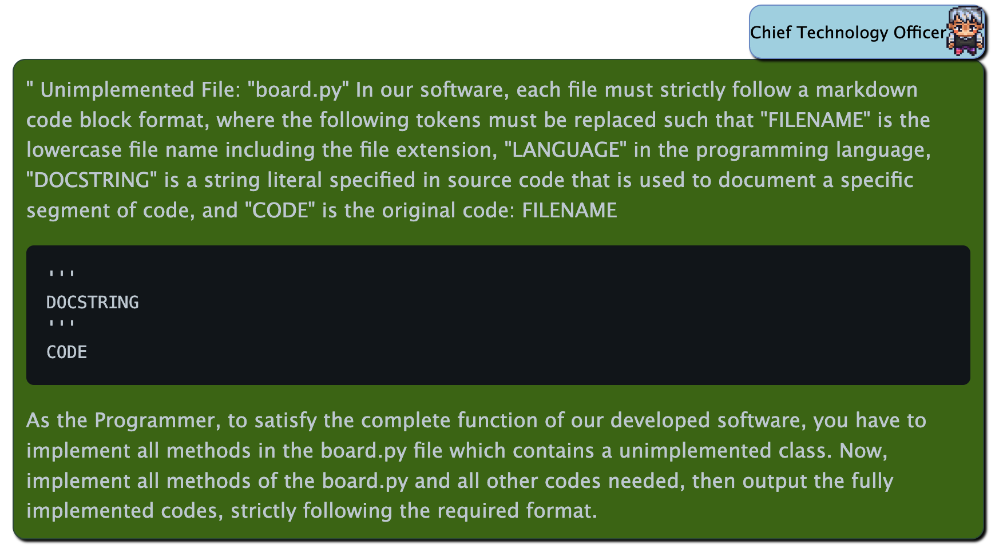 Chief Technology Officer
" Unimplemented File: "board.py" In our software, each file must strictly follow a markdown
code block format, where the following tokens must be replaced such that "FILENAME" is the
lowercase file name including the file extension, "LANGUAGE" in the programming language,
"DOCSTRING" is a string literal specified in source code that is used to document a specific
segment of code, and "CODE" is the original code: FILENAME
'''
DOCSTRING
'''
CODE
As the Programmer, to satisfy the complete function of our developed software, you have to
implement all methods in the board.py file which contains a unimplemented class. Now,
implement all methods of the board.py and all other codes needed, then output the fully
implemented codes, strictly following the required format.